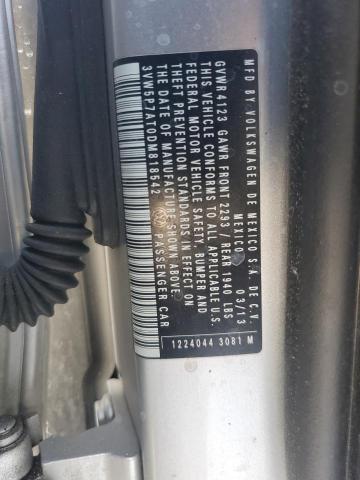 MFD BY: VOLKSWAGEN DE MEXICO S.A. DE C.V.
MEXICO 03/13
GVWR 4123 GAWR FRONT 2293 / REAR 1940 LBS
THIS VEHICLE CONFORMS TO ALL APPLICABLE U.S.
FEDERAL MOTOR VEHICLE SAFETY, BUMPER AND
THEFT PREVENTION STANDARDS IN EFFECT ON
THE DATE OF MANUFACTURE SHOWN ABOVE.
3VW5P7AT0DM818542 PASSENGER CAR
1224044 3081 M